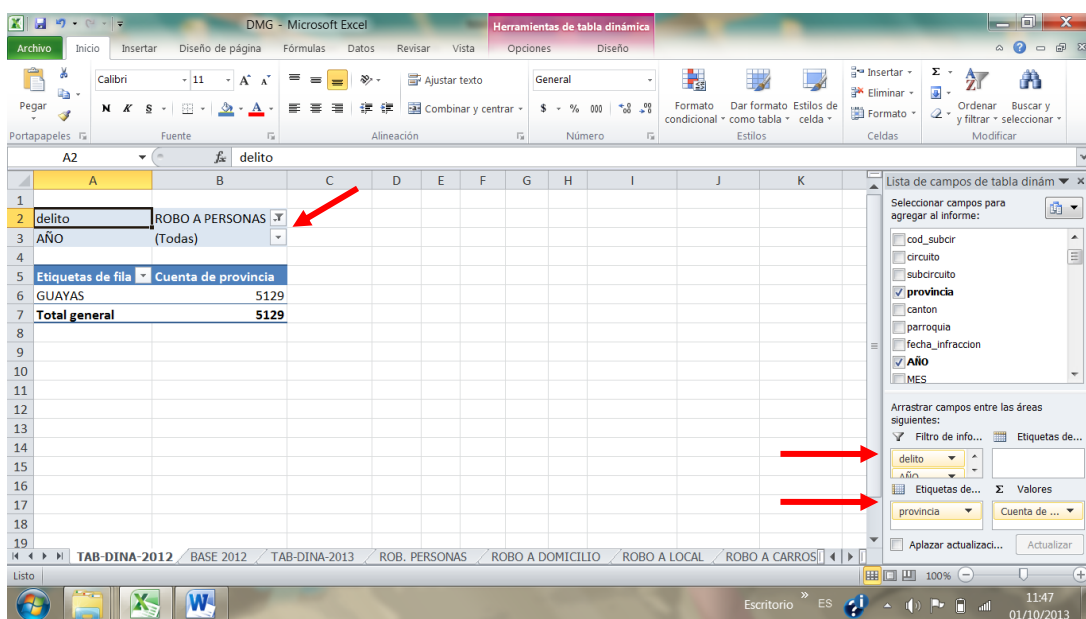 DMG - Microsoft Excel
Herramientas de tabla dinámica
Archivo Inicio Insertar Diseño de página Fórmulas Datos Revisar Vista Opciones Diseño
Pegar
Calibri 11
N K S
A A
A
Ajustar texto
Combinar y centrar
General
$ % 000
Formato condicional
Dar formato como tabla
Estilos de celda
Insertar
Eliminar
Formato
Σ
Ordenar y filtrar
Buscar y seleccionar
Portapapeles Fuente Alineación Número Estilos Celdas Modificar
A2 fx delito
A B C D E F G H I J K
1
2 delito ROBO A PERSONAS
3 AÑO (Todas)
4
5 Etiquetas de fila Cuenta de provincia
6 GUAYAS 5129
7 Total general 5129
8
9
10
11
12
13
14
15
16
17
18
19
Lista de campos de tabla dinám
Seleccionar campos para
agregar al informe:
cod_subcir
circuito
subcircuito
provincia
canton
parroquia
fecha_infraccion
AÑO
MES
Arrastrar campos entre las áreas
siguientes:
Filtro de info... Etiquetas de...
delito
AÑO
Etiquetas de... Σ Valores
provincia Cuenta de ...
Aplazar actualizaci... Actualizar
TAB-DINA-2012 BASE 2012 TAB-DINA-2013 ROB. PERSONAS ROBO A DOMICILIO ROBO A LOCAL ROBO A CARROS
Listo 100%
Escritorio » ES 11:47
01/10/2013